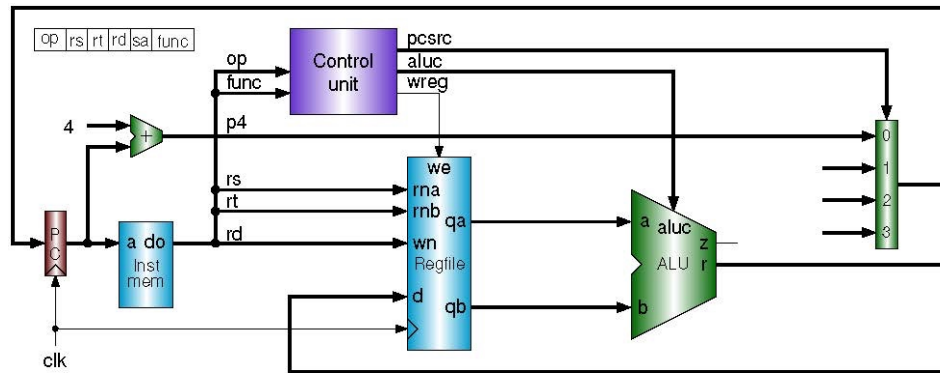 op rs rt rd sa func
Control
unit
pcsrc
aluc
wreg
op
func
4
+
p4
0
1
2
3
we
rs
rna
rt
rnb
qa
rd
wn
Regfile
d
qb
P
C
a do
Inst
mem
a
aluc
z
ALU
r
b
clk